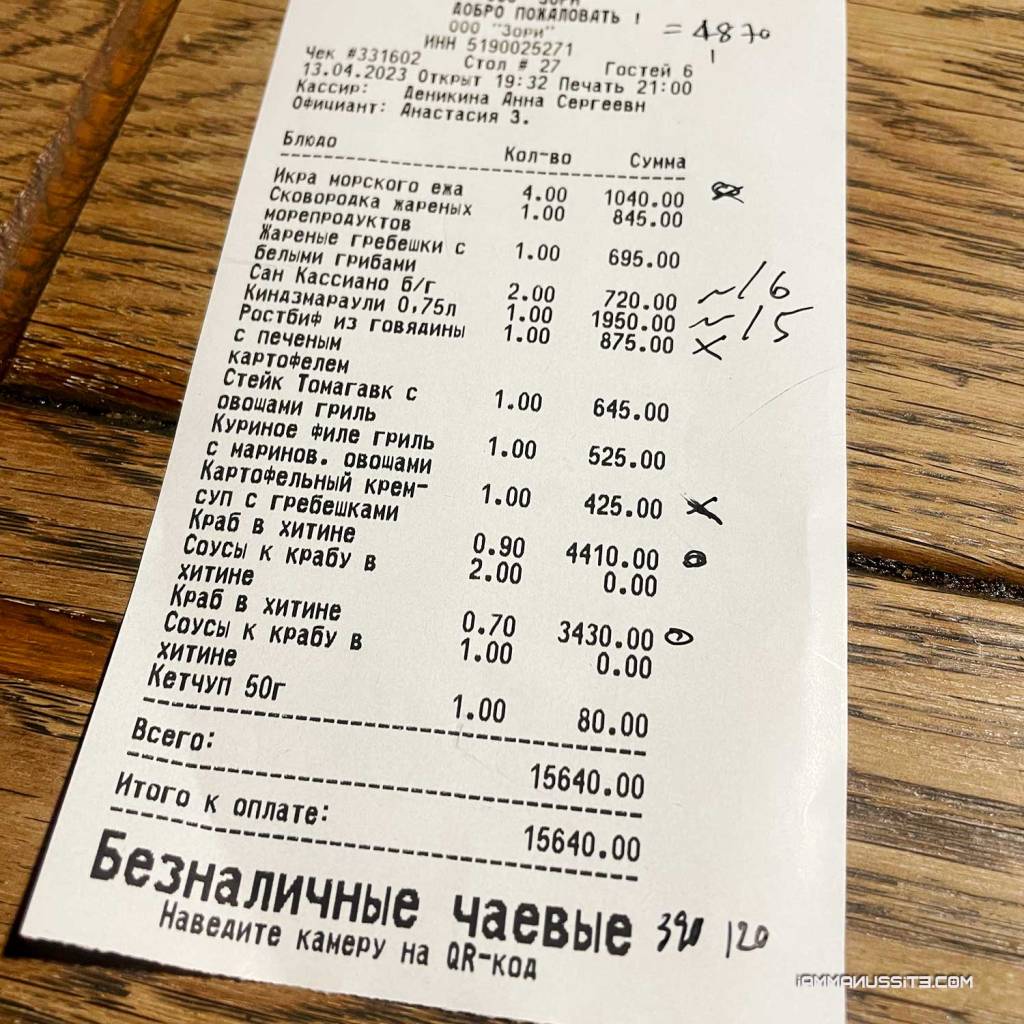 ДОБРО ПОЖАЛОВАТЬ !
= 4870
ООО "Зори"
ИНН 5190025271
Чек #331602 Стол # 27 Гостей 6
13.04.2023 Открыт 19:32 Печать 21:00
Кассир: Деникина Анна Сергеевн
Официант: Анастасия З.
Блюдо Кол-во Сумма
Икра морского ежа 4.00 1040.00
Сковородка жареных 1.00 845.00
морепродуктов
Жареные гребешки с 1.00 695.00
белыми грибами
Сан Кассиано б/г 2.00 720.00 ~/6
Киндзмараули 0,75л 1.00 1950.00 ~/5
Ростбиф из говядины 1.00 875.00 x
с печеным
картофелем
Стейк Томагавк с 1.00 645.00
овощами гриль
Куриное филе гриль 1.00 525.00
с маринов. овощами
Картофельный крем- 1.00 425.00 x
суп с гребешками
Краб в хитине 0.90 4410.00
Соусы к крабу в 2.00 0.00
хитине
Краб в хитине 0.70 3430.00
Соусы к крабу в 1.00 0.00
хитине
Кетчуп 50г 1.00 80.00
Всего: 15640.00
Итого к оплате: 15640.00
Безналичные чаевые 120
Наведите камеру на QR-код
iAMMANUSSITE.COM